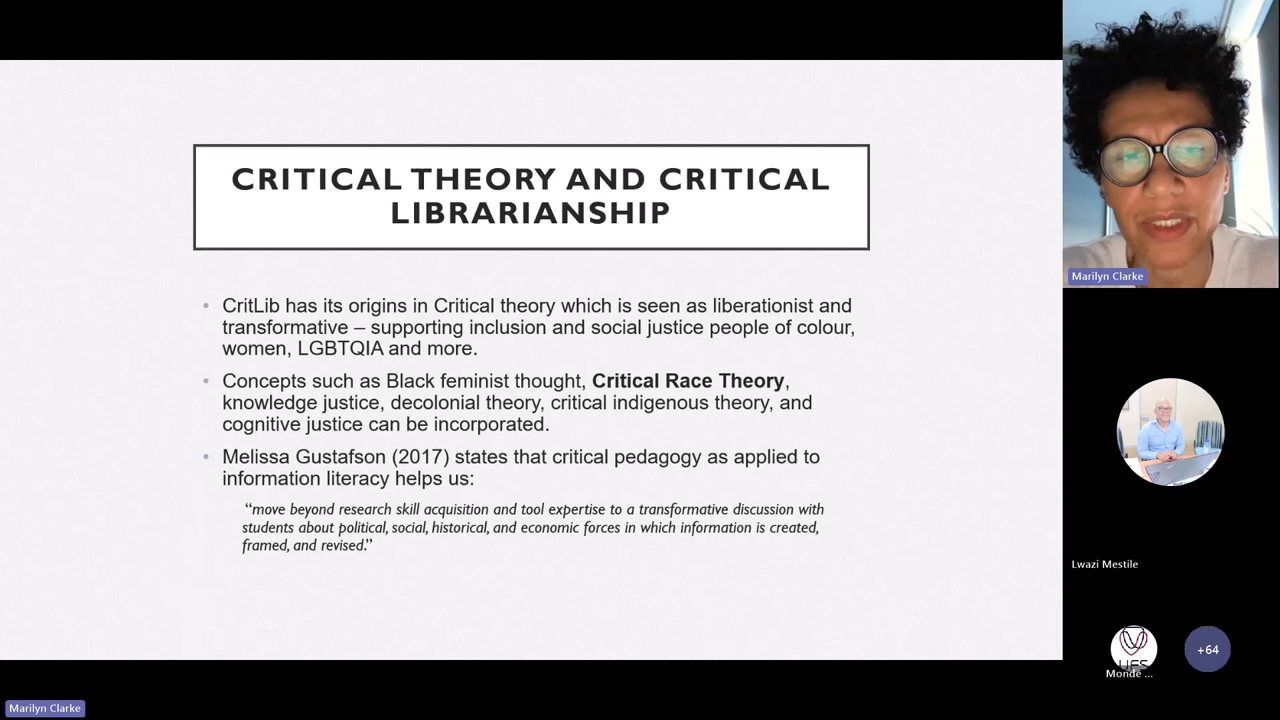 CRITICAL THEORY AND CRITICAL
LIBRARIANSHIP
• CritLib has its origins in Critical theory which is seen as liberationist and
transformative – supporting inclusion and social justice people of colour,
women, LGBTQIA and more.
• Concepts such as Black feminist thought, Critical Race Theory,
knowledge justice, decolonial theory, critical indigenous theory, and
cognitive justice can be incorporated.
• Melissa Gustafson (2017) states that critical pedagogy as applied to
information literacy helps us:
“move beyond research skill acquisition and tool expertise to a transformative discussion with
students about political, social, historical, and economic forces in which information is created,
framed, and revised.”
Marilyn Clarke
Lwazi Mestile
UFS
Monde ...
+64
Marilyn Clarke